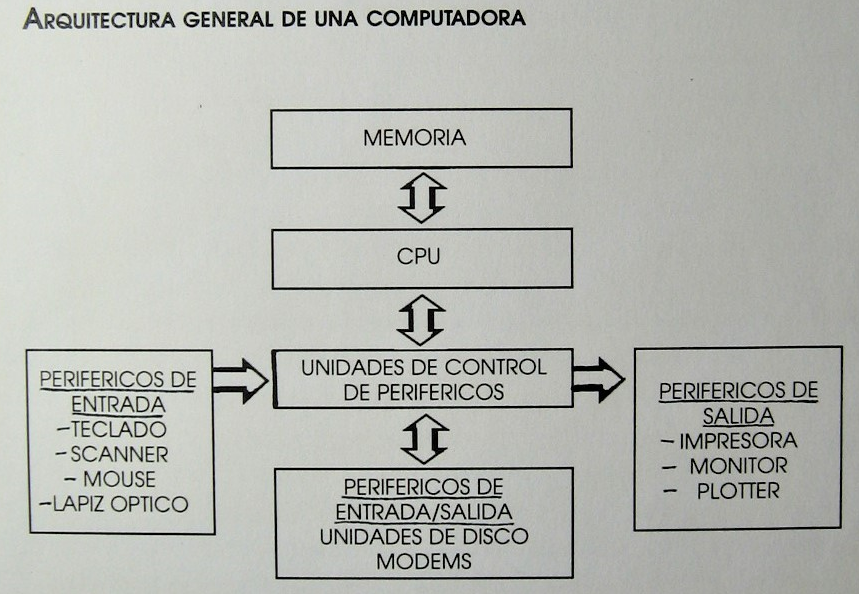 ARQUITECTURA GENERAL DE UNA COMPUTADORA
MEMORIA
CPU
UNIDADES DE CONTROL
DE PERIFERICOS
PERIFERICOS DE
ENTRADA
-TECLADO
-SCANNER
- MOUSE
-LAPIZ OPTICO
PERIFERICOS DE
ENTRADA/SALIDA
UNIDADES DE DISCO
MODEMS
PERIFERICOS DE
SALIDA
- IMPRESORA
- MONITOR
- PLOTTER